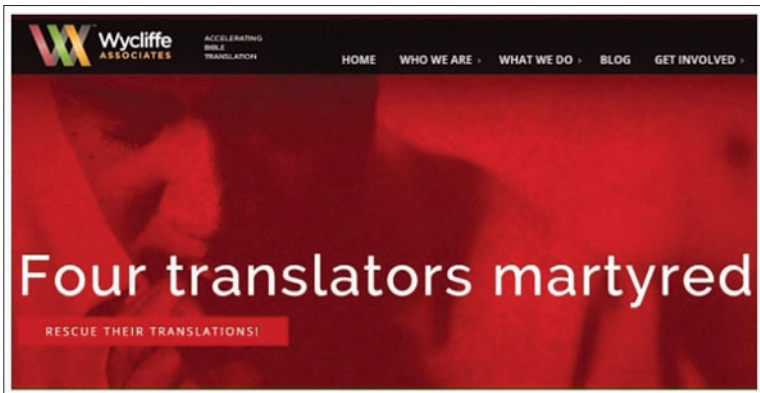 Wycliffe
ASSOCIATES
ACCELERATING
BIBLE
TRANSLATION
HOME WHO WE ARE › WHAT WE DO › BLOG GET INVOLVED ›
Four translators martyred
RESCUE THEIR TRANSLATIONS!